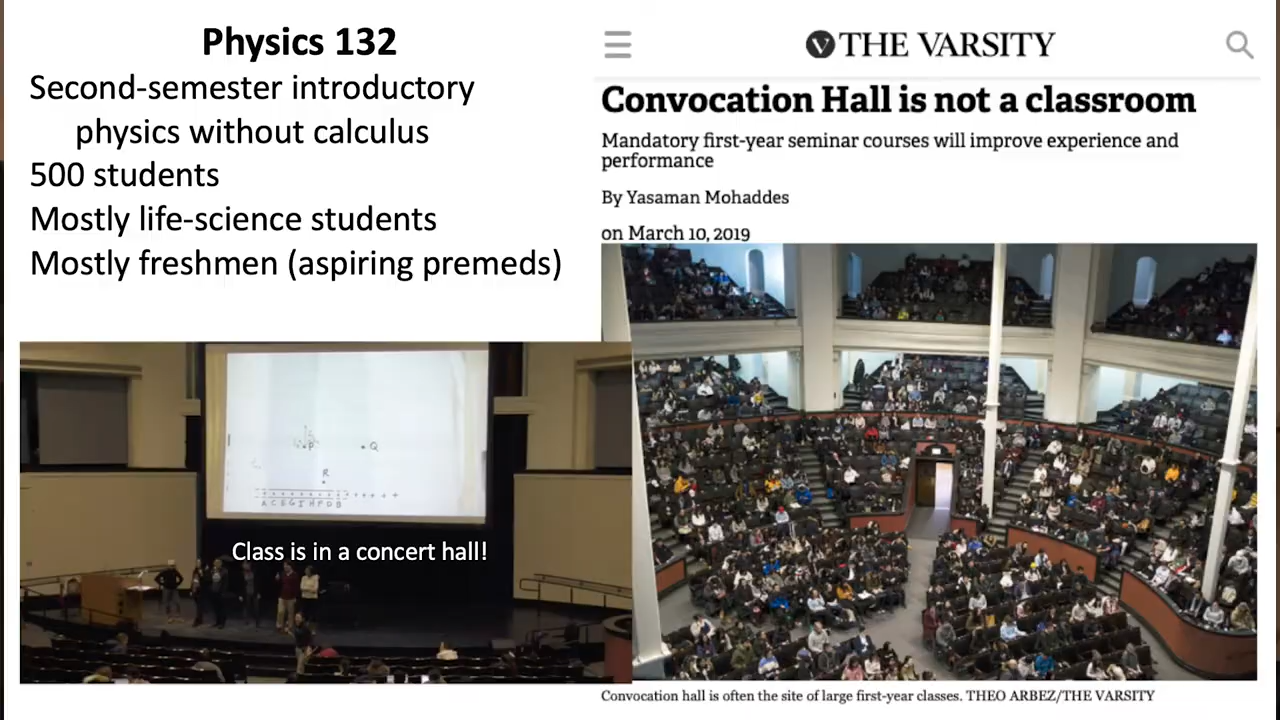 Physics 132
Second-semester introductory
physics without calculus
500 students
Mostly life-science students
Mostly freshmen (aspiring premeds)
THE VARSITY
Convocation Hall is not a classroom
Mandatory first-year seminar courses will improve experience and
performance
By Yasaman Mohaddes
on March 10, 2019
P
Q
R
A C E G I H F D B
Class is in a concert hall!
Convocation hall is often the site of large first-year classes. THEO ARBEZ/THE VARSITY